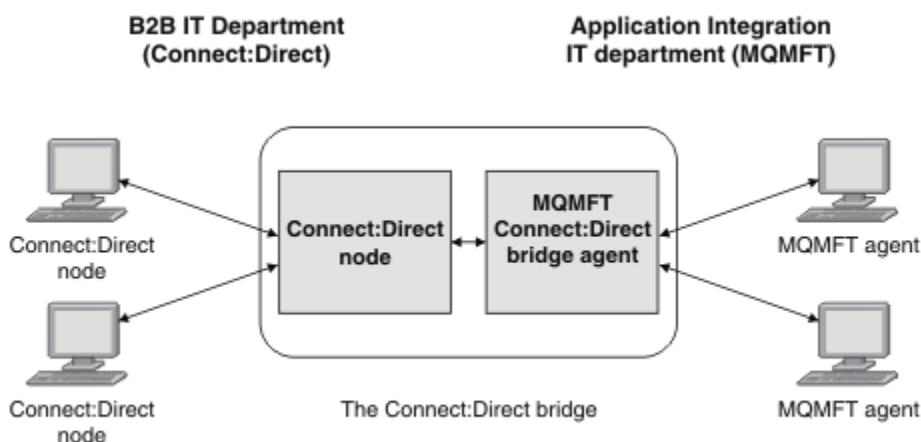 B2B IT Department
(Connect:Direct)
Application Integration
IT department (MQMFT)
Connect:Direct
node
Connect:Direct
node
MQMFT
Connect:Direct
bridge agent
MQMFT agent
Connect:Direct
node
The Connect:Direct bridge
MQMFT agent